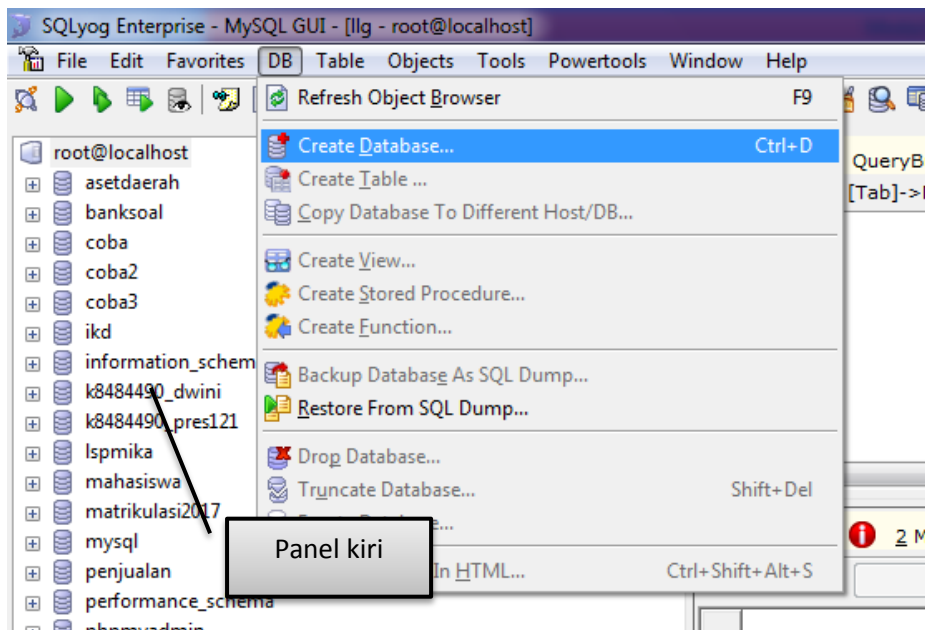 SQLyog Enterprise - MySQL GUI - [llg - root@localhost]
File Edit Favorites DB Table Objects Tools Powertools Window Help
Refresh Object Browser F9
root@localhost
Create Database... Ctrl+D
QueryB
asetdaerah
Create Table ...
[Tab]->
banksoal
Copy Database To Different Host/DB...
coba
Create View...
coba2
Create Stored Procedure...
coba3
Create Function...
ikd
information_schem
Backup Database As SQL Dump...
k8484490_dwini
Restore From SQL Dump...
k8484490_pres121
lspmika
Drop Database...
mahasiswa
Truncate Database... Shift+Del
matrikulasi2017
mysql
2 M
Panel kiri
penjualan
In HTML... Ctrl+Shift+Alt+S
performance_schema
phpmyadmin